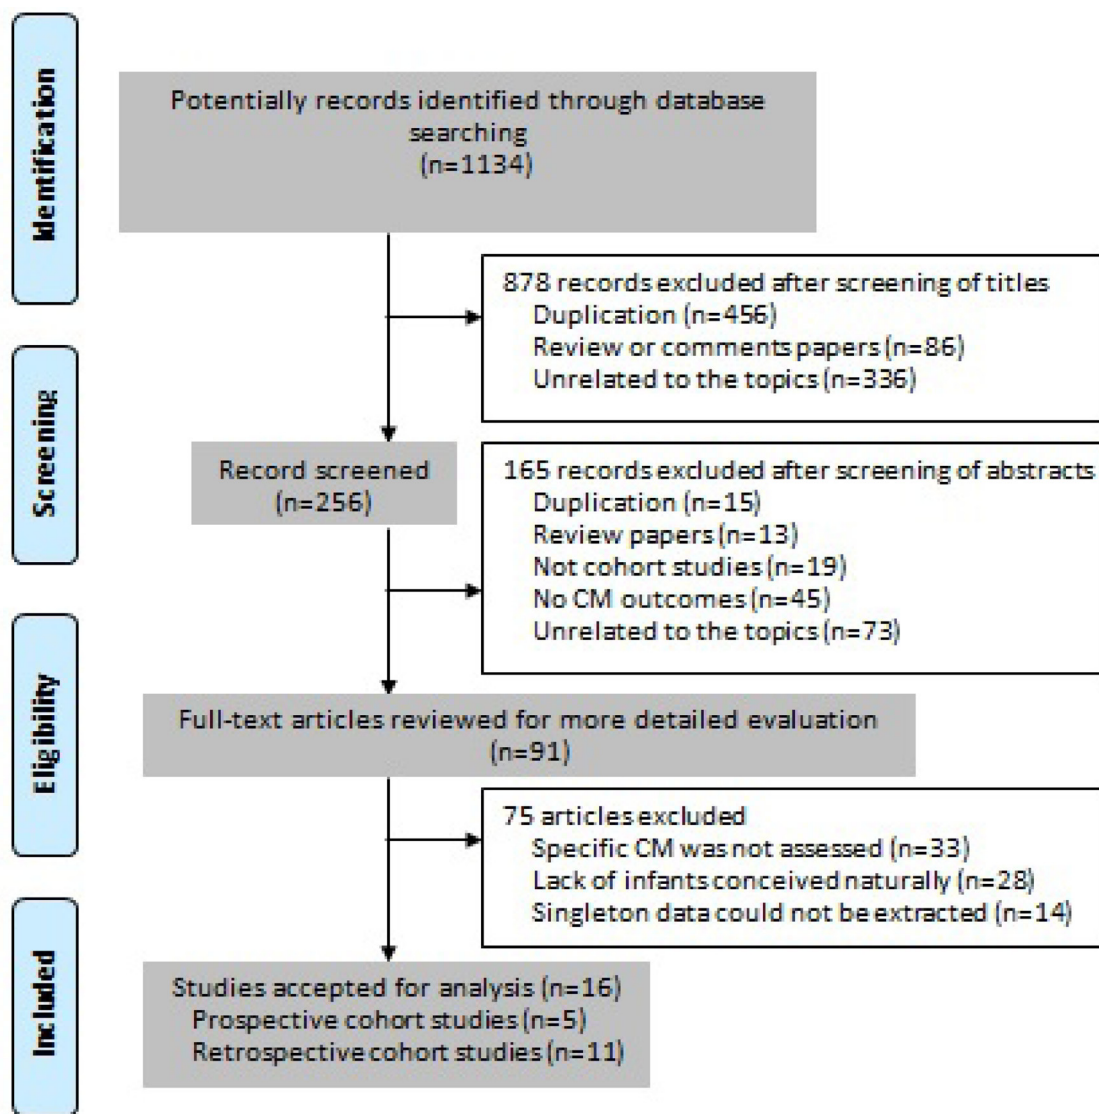 Identification
Potentially records identified through database
searching
(n=1134)
878 records excluded after screening of titles
Duplication (n=456)
Review or comments papers (n=86)
Unrelated to the topics (n=336)
Screening
Record screened
(n=256)
165 records excluded after screening of abstracts
Duplication (n=15)
Review papers (n=13)
Not cohort studies (n=19)
No CM outcomes (n=45)
Unrelated to the topics (n=73)
Eligibility
Full-text articles reviewed for more detailed evaluation
(n=91)
75 articles excluded
Specific CM was not assessed (n=33)
Lack of infants conceived naturally (n=28)
Singleton data could not be extracted (n=14)
Included
Studies accepted for analysis (n=16)
Prospective cohort studies (n=5)
Retrospective cohort studies (n=11)